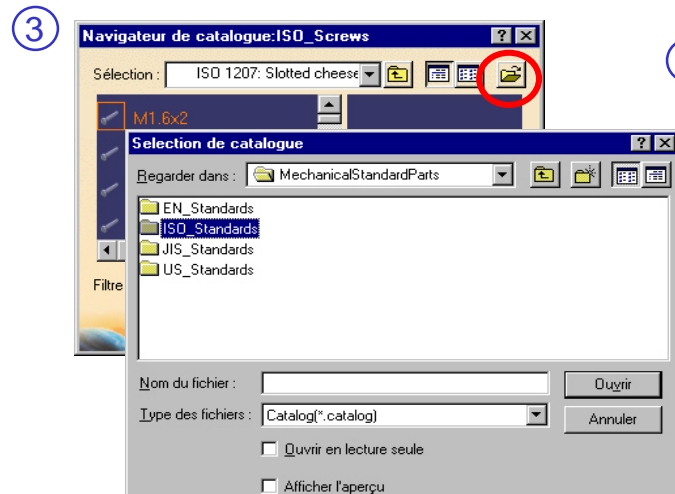 3
Navigateur de catalogue:ISO_Screws
Sélection : ISO 1207: Slotted cheese
M1.6x2
Selection de catalogue
Regarder dans : MechanicalStandardParts
EN_Standards
ISO_Standards
JIS_Standards
US_Standards
Filtre
Nom du fichier :
Ouvrir
Type des fichiers : Catalog(*.catalog)
Annuler
Ouvrir en lecture seule
Afficher l'aperçu